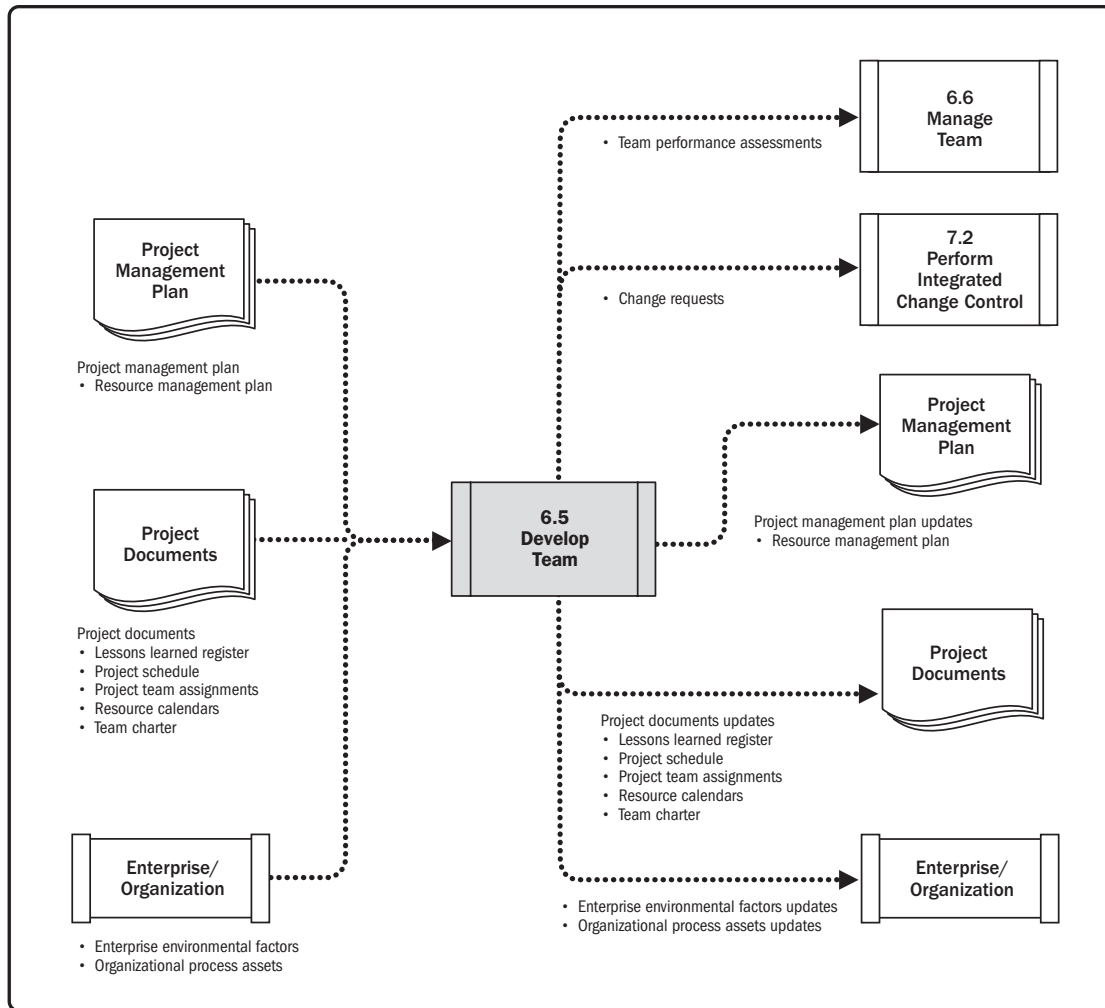 Project
Management
Plan
Project management plan
• Resource management plan
Project
Documents
Project documents
• Lessons learned register
• Project schedule
• Project team assignments
• Resource calendars
• Team charter
Enterprise/
Organization
• Enterprise environmental factors
• Organizational process assets
6.5
Develop
Team
• Team performance assessments
6.6
Manage
Team
• Change requests
7.2
Perform
Integrated
Change Control
Project
Management
Plan
Project management plan updates
• Resource management plan
Project
Documents
Project documents updates
• Lessons learned register
• Project schedule
• Project team assignments
• Resource calendars
• Team charter
Enterprise/
Organization
• Enterprise environmental factors updates
• Organizational process assets updates